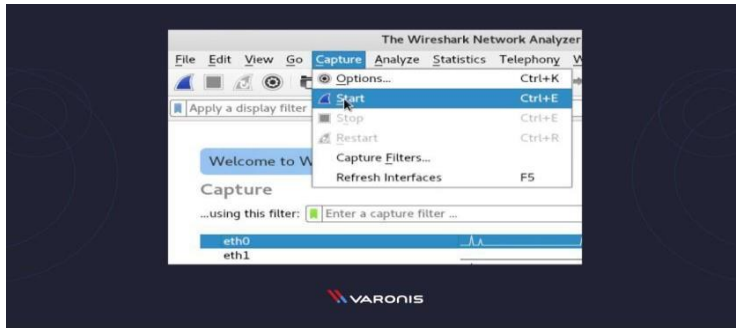 The Wireshark Network Analyzer
File Edit View Go Capture Analyze Statistics Telephony
Options... Ctrl+K
Apply a display filter
Start Ctrl+E
Stop Ctrl+E
Restart Ctrl+R
Welcome to W
Capture Filters...
Refresh Interfaces F5
Capture
...using this filter: Enter a capture filter ...
eth0
eth1
VARONIS